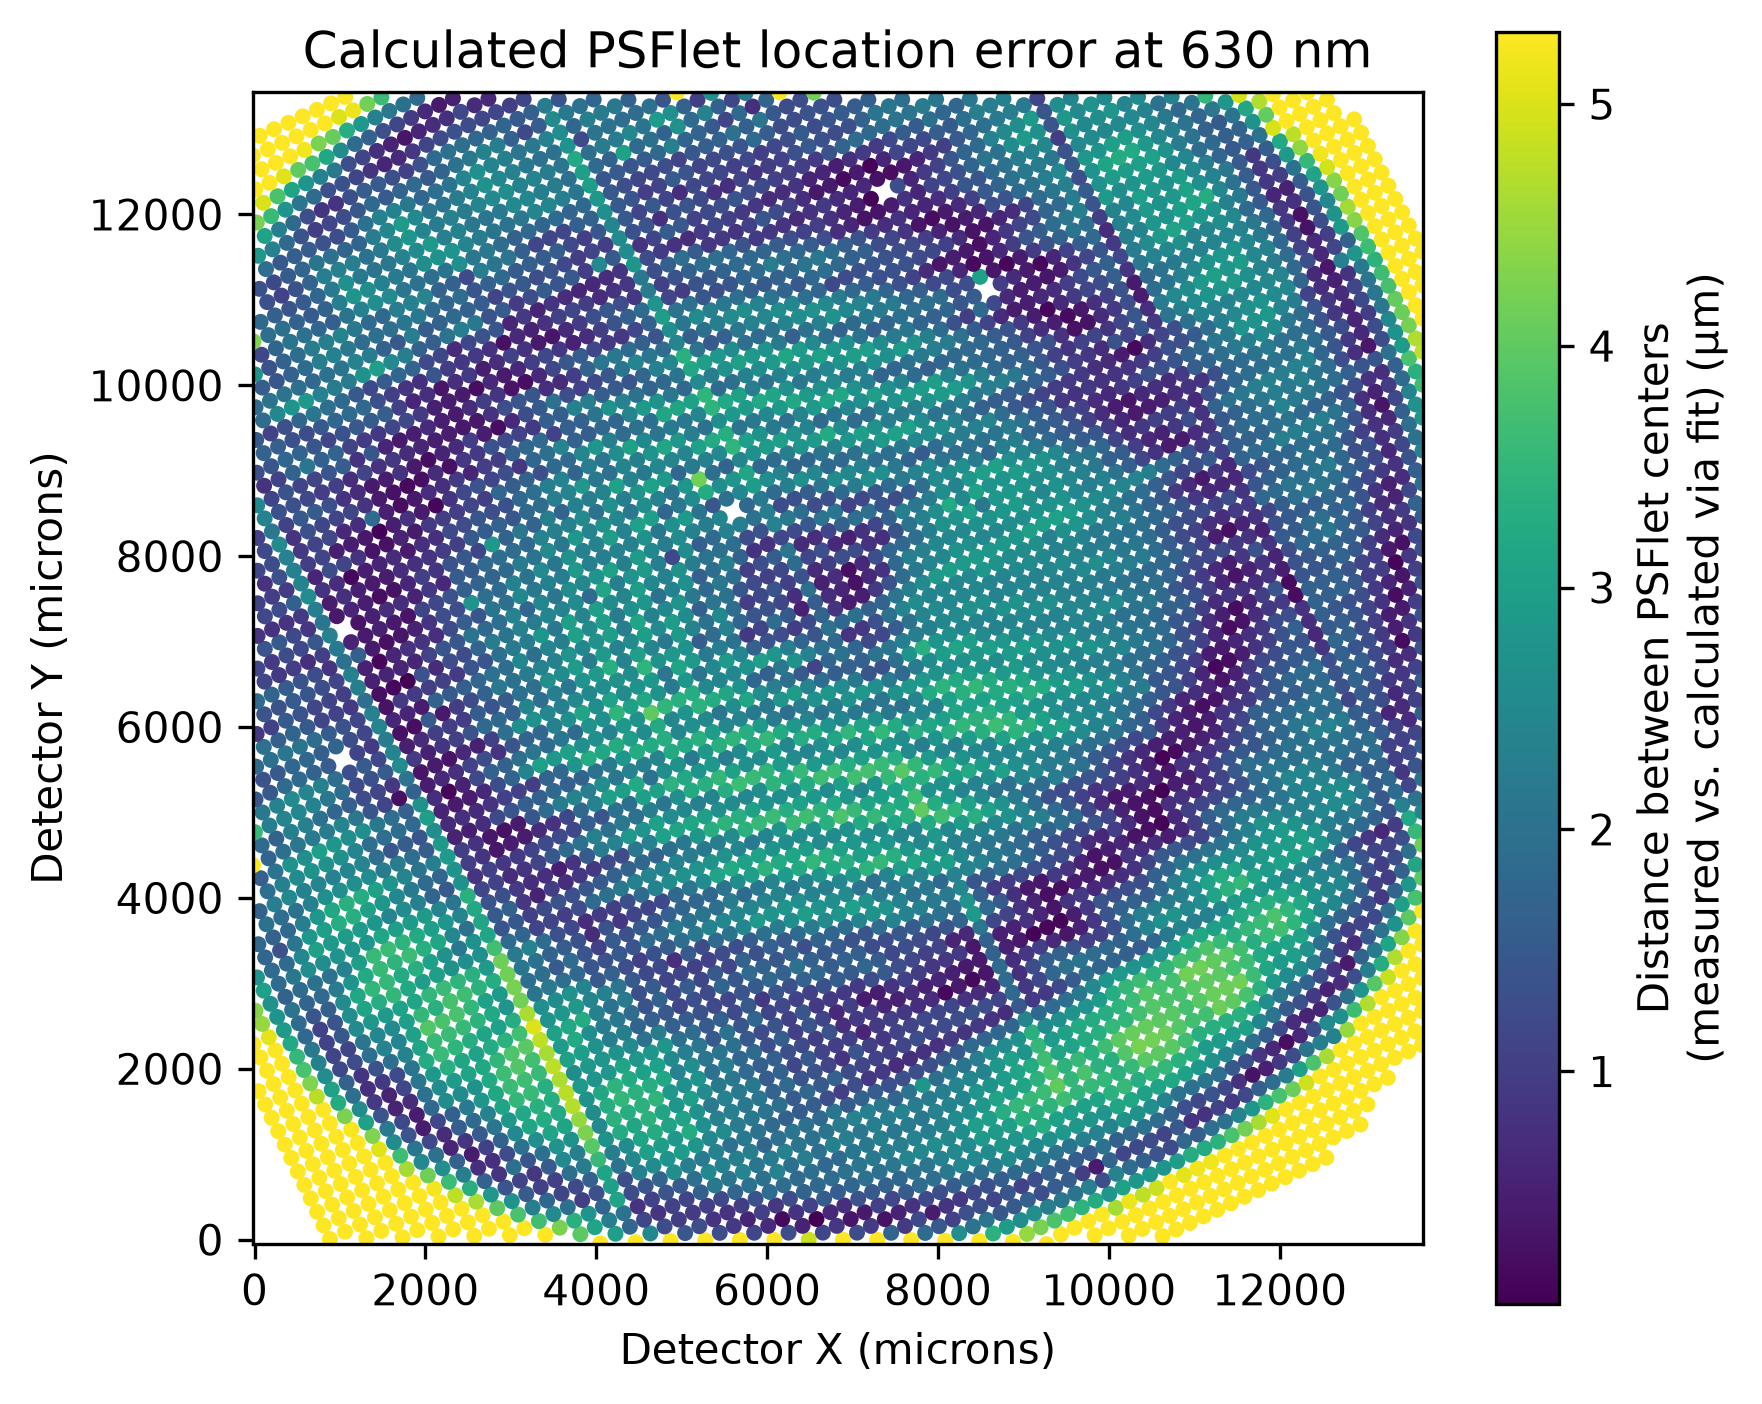 Calculated PSFlet location error at 630 nm
Detector Y (microns)
12000
10000
8000
6000
4000
2000
0
0 2000 4000 6000 8000 10000 12000
Detector X (microns)
5
4
3
2
1
Distance between PSFlet centers
(measured vs. calculated via fit) (μm)